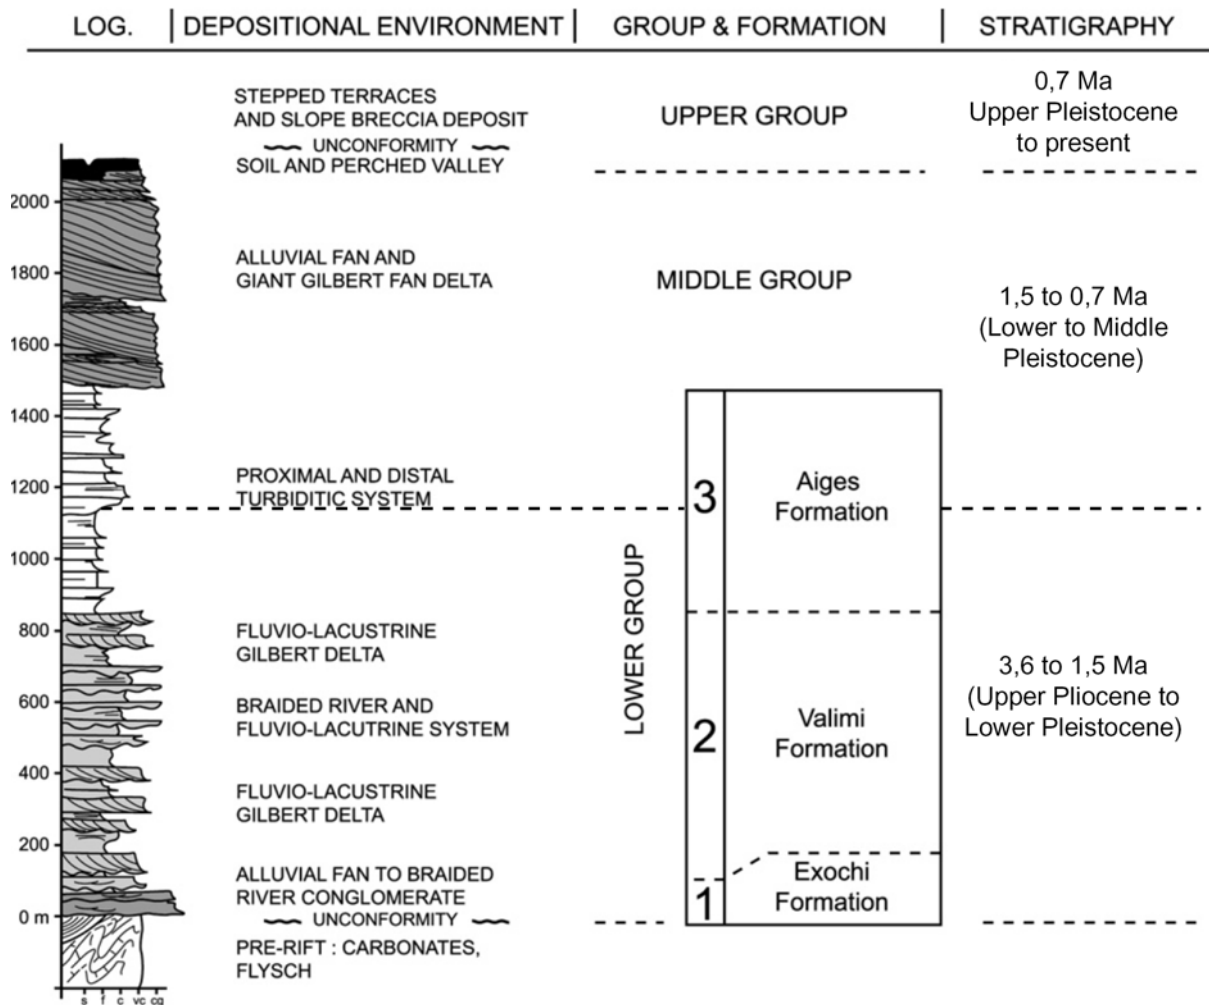 LOG. | DEPOSITIONAL ENVIRONMENT | GROUP & FORMATION | STRATIGRAPHY
STEPPED TERRACES
AND SLOPE BRECCIA DEPOSIT
UNCONFORMITY
SOIL AND PERCHED VALLEY
UPPER GROUP
0,7 Ma
Upper Pleistocene
to present
ALLUVIAL FAN AND
GIANT GILBERT FAN DELTA
MIDDLE GROUP
1,5 to 0,7 Ma
(Lower to Middle
Pleistocene)
PROXIMAL AND DISTAL
TURBIDITIC SYSTEM
3
Aiges
Formation
LOWER GROUP
FLUVIO-LACUSTRINE
GILBERT DELTA
BRAIDED RIVER AND
FLUVIO-LACUTRINE SYSTEM
2
Valimi
Formation
3,6 to 1,5 Ma
(Upper Pliocene to
Lower Pleistocene)
FLUVIO-LACUSTRINE
GILBERT DELTA
ALLUVIAL FAN TO BRAIDED
RIVER CONGLOMERATE
UNCONFORMITY
1
Exochi
Formation
PRE-RIFT : CARBONATES,
FLYSCH
2000
1800
1600
1400
1200
1000
800
600
400
200
0 m
s f c vc cg